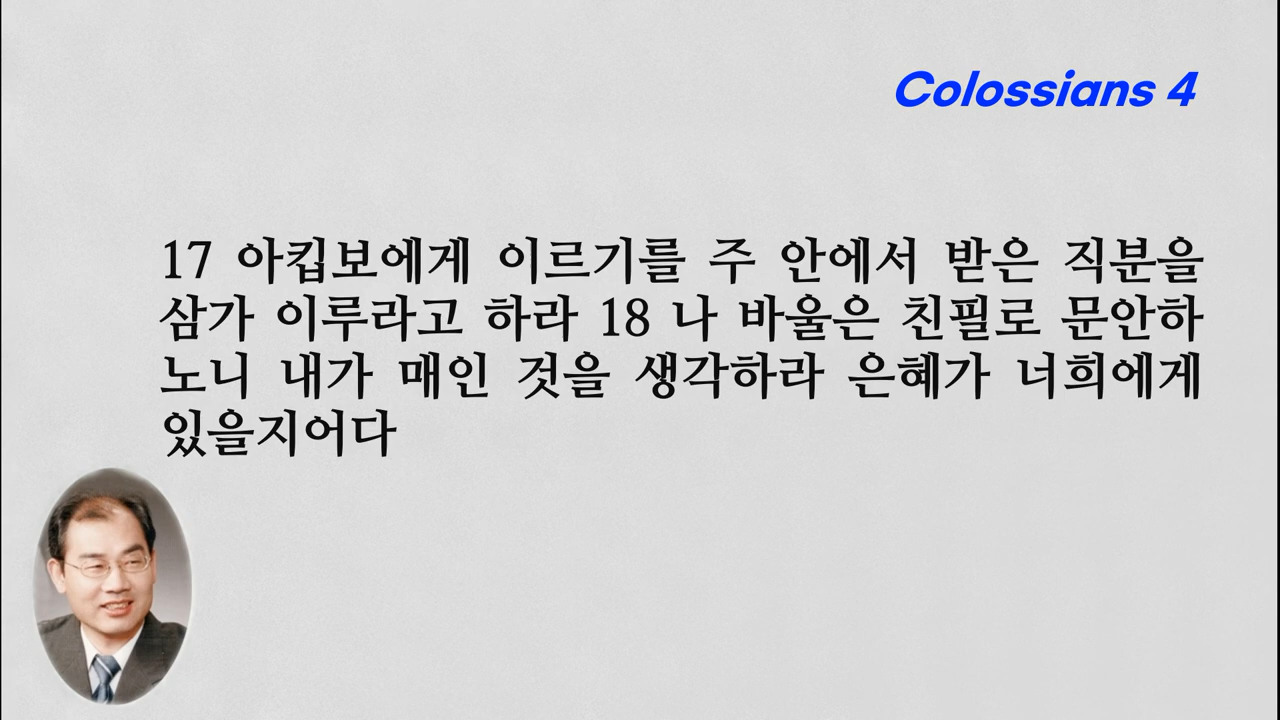 Colossians 4
17 아킵보에게 이르기를 주 안에서 받은 직분을
삼가 이루라고 하라 18 나 바울은 친필로 문안하
노니 내가 매인 것을 생각하라 은혜가 너희에게
있을지어다